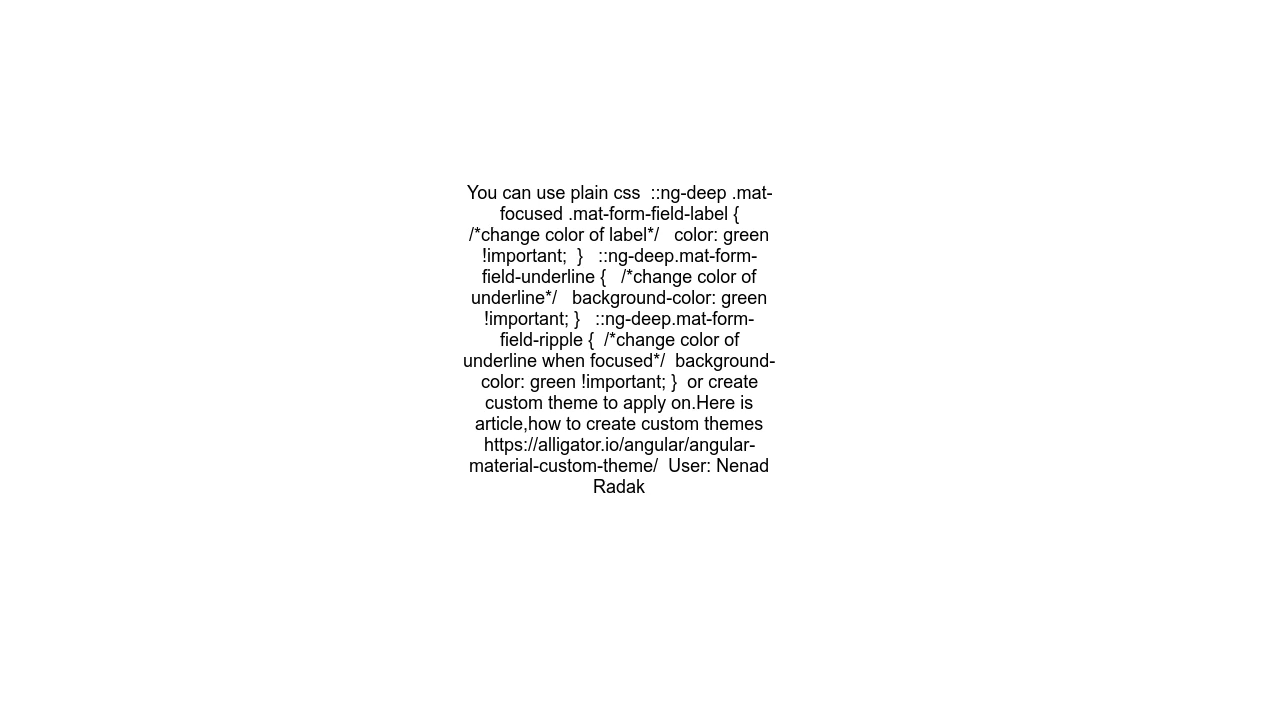 You can use plain css  ::ng-deep .mat-
focused .mat-form-field-label {
/*change color of label*/   color: green
!important;  }   ::ng-deep.mat-form-
field-underline {   /*change color of
underline*/   background-color: green
!important; }   ::ng-deep.mat-form-
field-ripple {  /*change color of
underline when focused*/  background-
color: green !important; }  or create
custom theme to apply on.Here is
article,how to create custom themes
https://alligator.io/angular/angular-
material-custom-theme/  User: Nenad
Radak